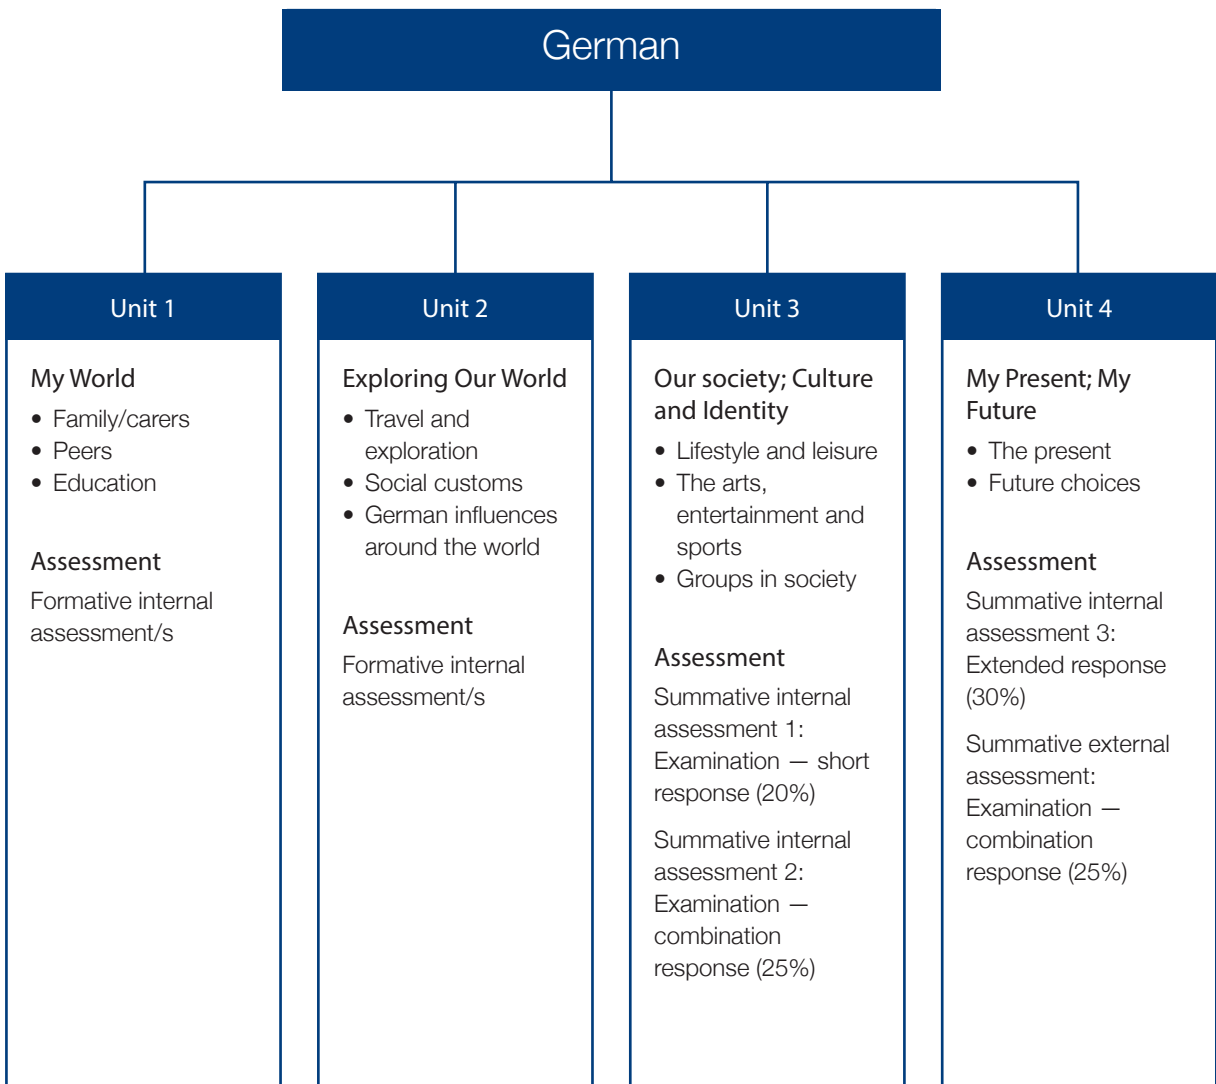 German
Unit 1
My World
• Family/carers
• Peers
• Education
Assessment
Formative internal
assessment/s
Unit 2
Exploring Our World
• Travel and
exploration
• Social customs
• German influences
around the world
Assessment
Formative internal
assessment/s
Unit 3
Our society; Culture
and Identity
• Lifestyle and leisure
• The arts,
entertainment and
sports
• Groups in society
Assessment
Summative internal
assessment 1:
Examination — short
response (20%)
Summative internal
assessment 2:
Examination —
combination
response (25%)
Unit 4
My Present; My
Future
• The present
• Future choices
Assessment
Summative internal
assessment 3:
Extended response
(30%)
Summative external
assessment:
Examination —
combination
response (25%)